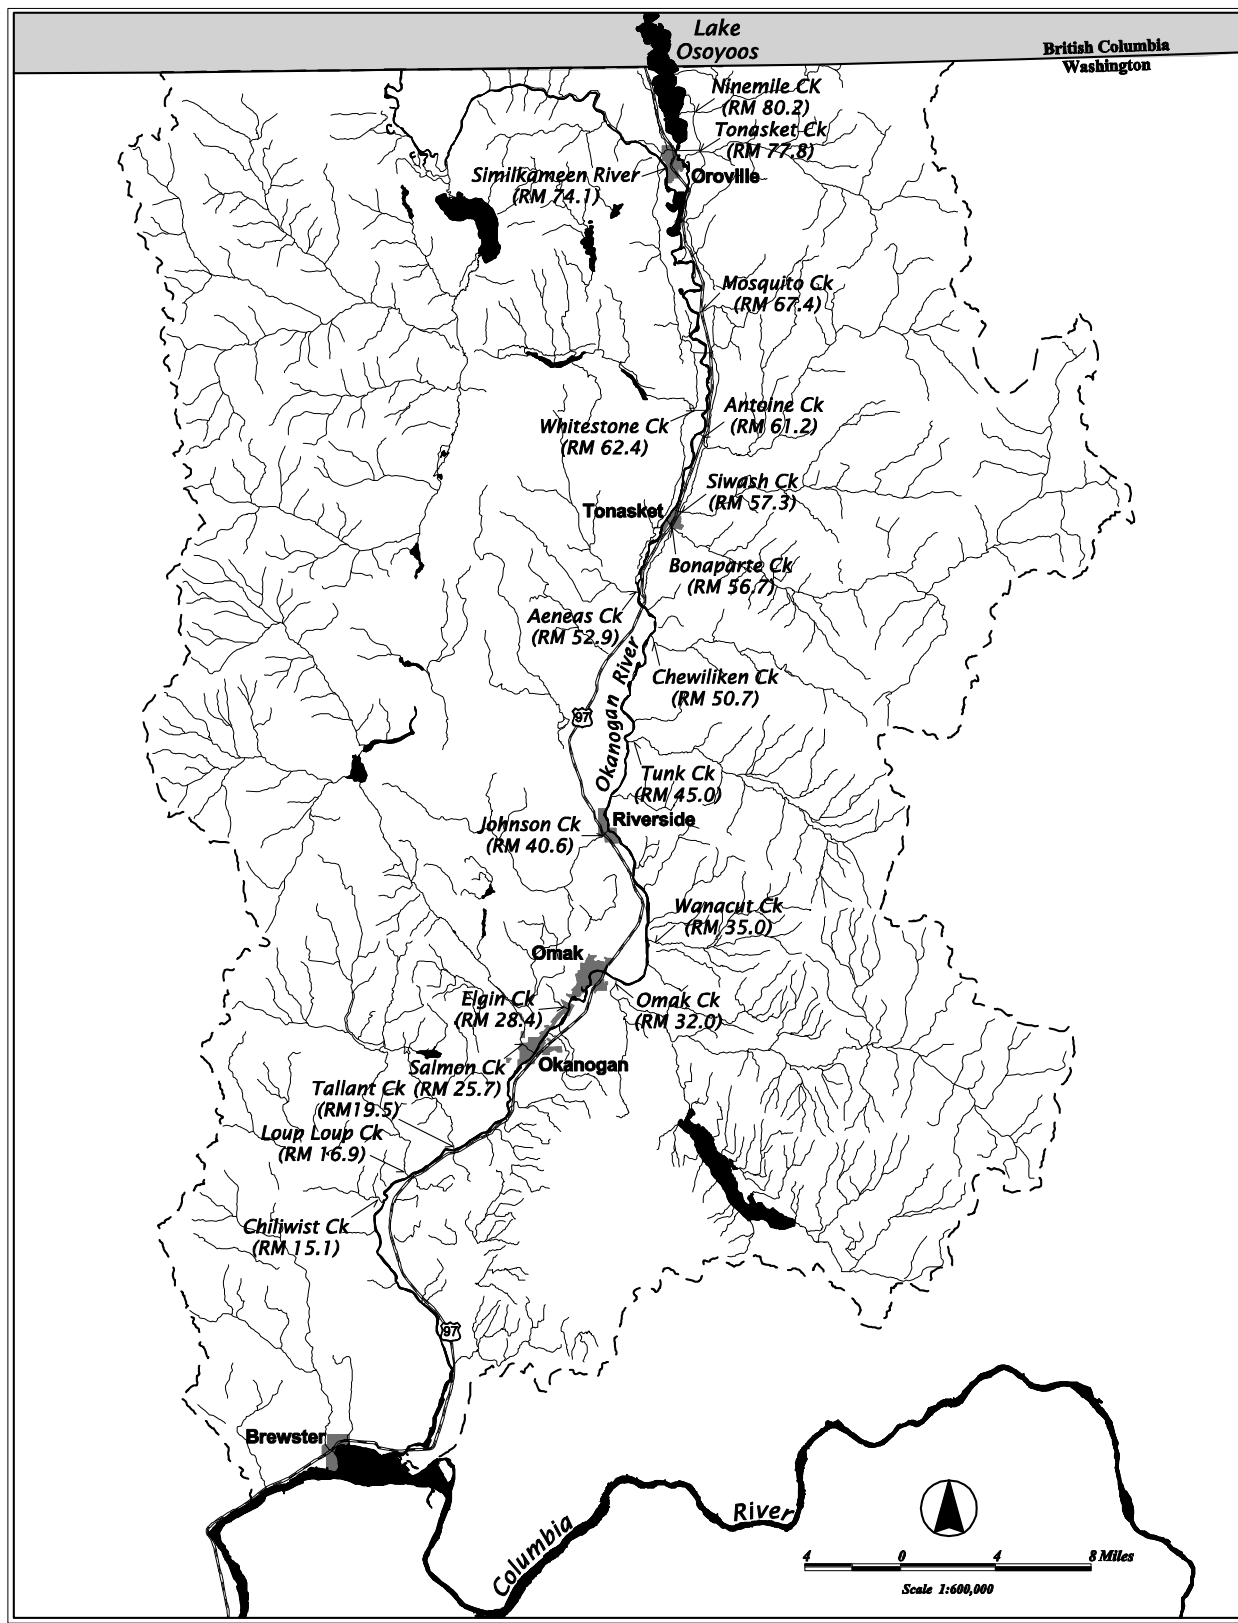 Lake
Osoyoos
British Columbia
Washington
Ninemile CK
(RM 80.2)
Tonasket Ck
(RM 77.8)
Similkameen River
(RM 74.1)
Oroville
Mosquito Ck
(RM 67.4)
Antoine Ck
(RM 61.2)
Whitestone Ck
(RM 62.4)
Siwash Ck
(RM 57.3)
Tonasket
Bonaparte Ck
(RM 56.7)
Aeneas Ck
(RM 52.9)
Chewiliken Ck
(RM 50.7)
97
Okanogan River
Tunk Ck
(RM 45.0)
Riverside
Johnson Ck
(RM 40.6)
Wanacut Ck
(RM 35.0)
Omak
Elgin Ck
(RM 28.4)
Omak Ck
(RM 32.0)
Okanogan
Salmon Ck
(RM 25.7)
Tallant Ck
(RM19.5)
Loup Loup Ck
(RM 16.9)
Chiliwist Ck
(RM 15.1)
97
Brewster
Columbia
River
4 0 4 8 Miles
Scale 1:600,000